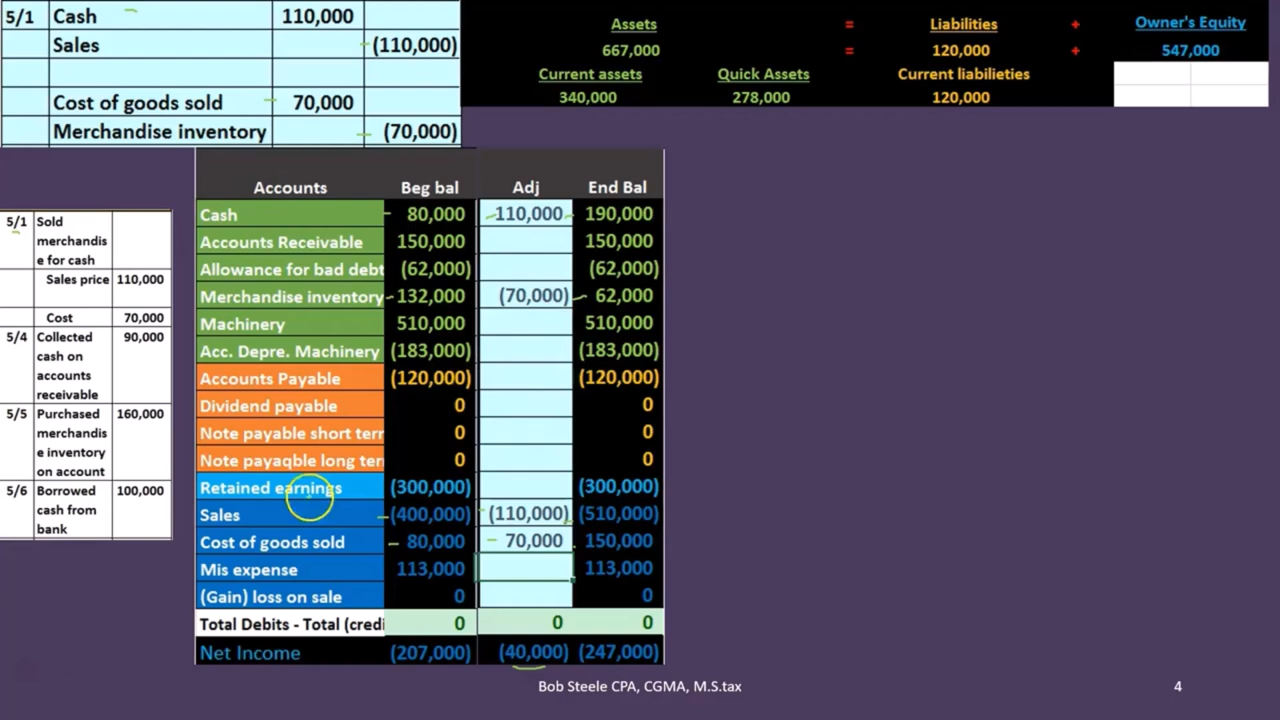 5/1 Cash 110,000
Sales (110,000)
Cost of goods sold 70,000
Merchandise inventory (70,000)
Assets = Liabilities + Owner's Equity
667,000 = 120,000 + 547,000
Current assets Quick Assets Current liabilieties
340,000 278,000 120,000
5/1 Sold
merchandis
e for cash
Sales price 110,000
Cost 70,000
5/4 Collected 90,000
cash on
accounts
receivable
5/5 Purchased 160,000
merchandis
e inventory
on account
5/6 Borrowed 100,000
cash from
bank
Accounts Beg bal Adj End Bal
Cash 80,000 110,000 190,000
Accounts Receivable 150,000 150,000
Allowance for bad debt (62,000) (62,000)
Merchandise inventory 132,000 (70,000) 62,000
Machinery 510,000 510,000
Acc. Depre. Machinery (183,000) (183,000)
Accounts Payable (120,000) (120,000)
Dividend payable 0 0
Note payable short terr 0 0
Note payaqble long ter 0 0
Retained earnings (300,000) (300,000)
Sales (400,000) (110,000) (510,000)
Cost of goods sold 80,000 70,000 150,000
Mis expense 113,000 113,000
(Gain) loss on sale 0 0
Total Debits - Total (credi 0 0 0
Net Income (207,000) (40,000) (247,000)
Bob Steele CPA, CGMA, M.S.tax
4